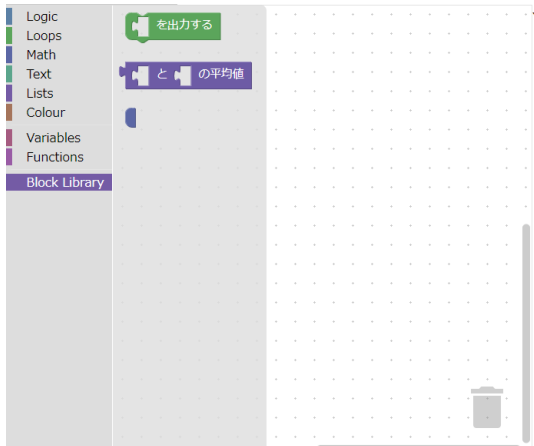 Logic
Loops
Math
Text
Lists
Colour
Variables
Functions
Block Library
を出力する
と の平均値